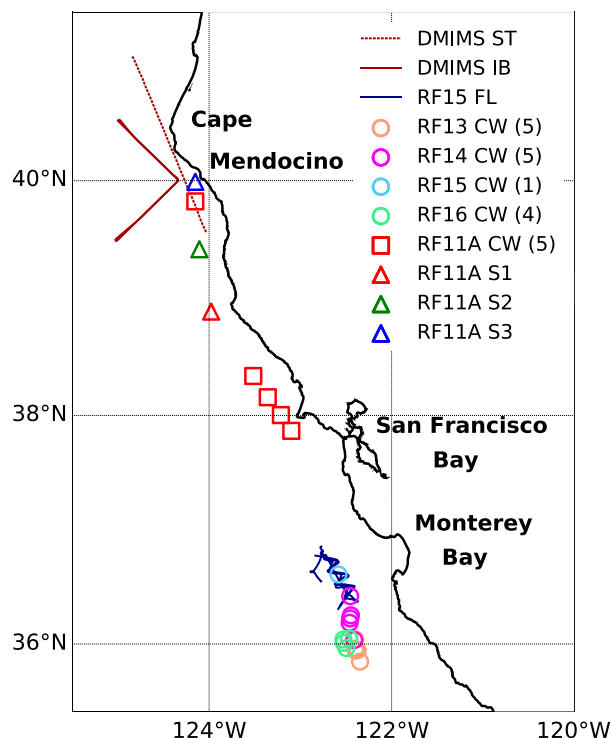 DMIMS ST
DMIMS IB
RF15 FL
RF13 CW (5)
RF14 CW (5)
RF15 CW (1)
RF16 CW (4)
RF11A CW (5)
RF11A S1
RF11A S2
RF11A S3
Cape
Mendocino
San Francisco
Bay
Monterey
Bay
40°N
38°N
36°N
124°W
122°W
120°W